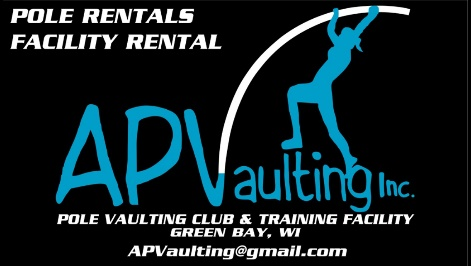 POLE RENTALS
FACILITY RENTAL
APVaulting Inc.
POLE VAULTING CLUB & TRAINING FACILITY
GREEN BAY, WI
APVaulting@gmail.com